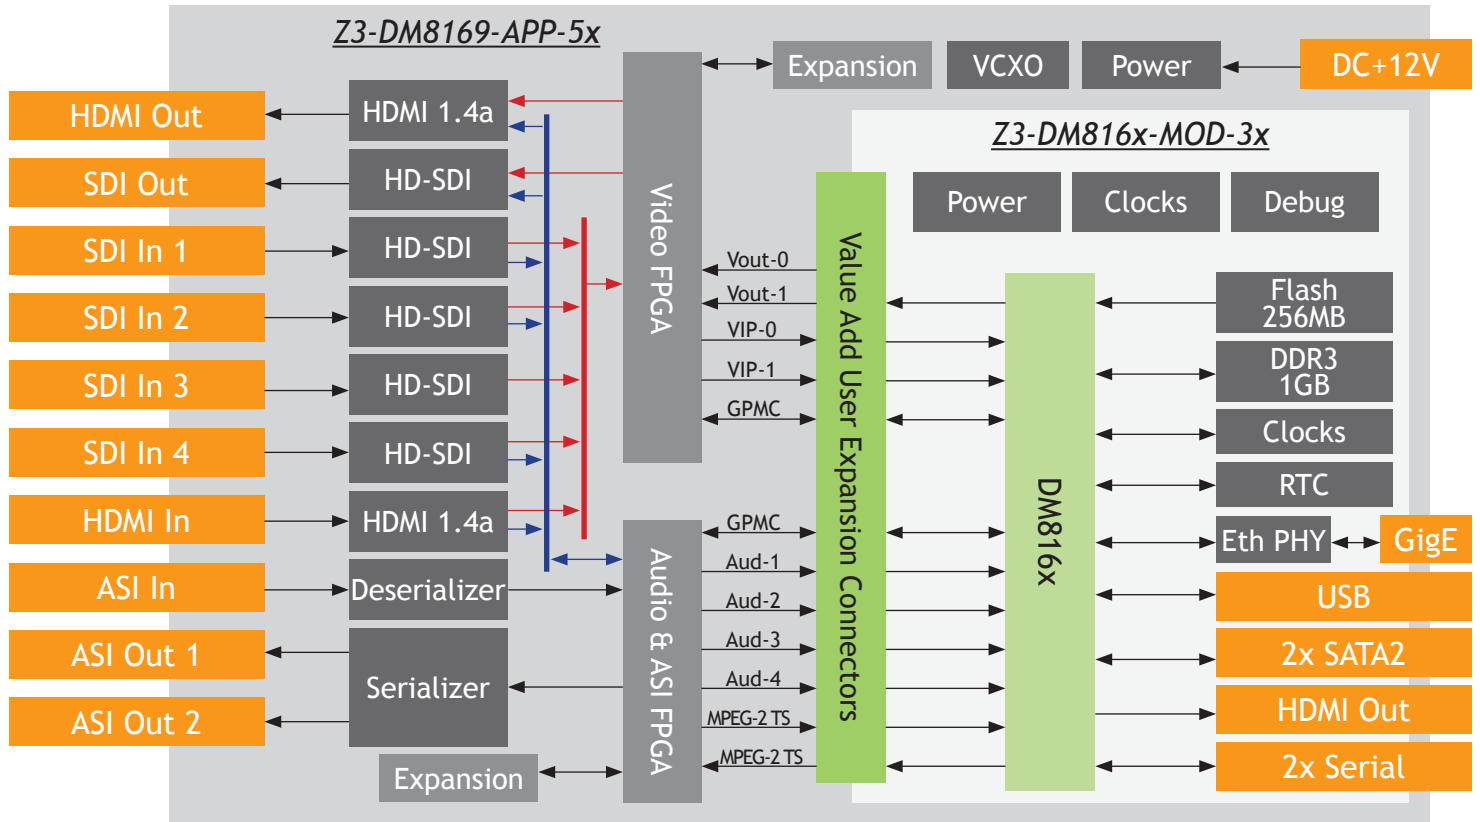 Z3-DM8169-APP-5x
Expansion
VCXO
Power
DC+12V
HDMI Out
HDMI 1.4a
Z3-DM816x-MOD-3x
SDI Out
HD-SDI
Power
Clocks
Debug
SDI In 1
HD-SDI
SDI In 2
HD-SDI
SDI In 3
HD-SDI
SDI In 4
HD-SDI
HDMI In
HDMI 1.4a
ASI In
Deserializer
ASI Out 1
ASI Out 2
Serializer
Expansion
Video FPGA
Audio & ASI FPGA
Vout-0
Vout-1
VIP-0
VIP-1
GPMC
GPMC
Aud-1
Aud-2
Aud-3
Aud-4
MPEG-2 TS
MPEG-2 TS
Value Add User Expansion Connectors
DM816x
Flash
256MB
DDR3
1GB
Clocks
RTC
Eth PHY
GigE
USB
2x SATA2
HDMI Out
2x Serial